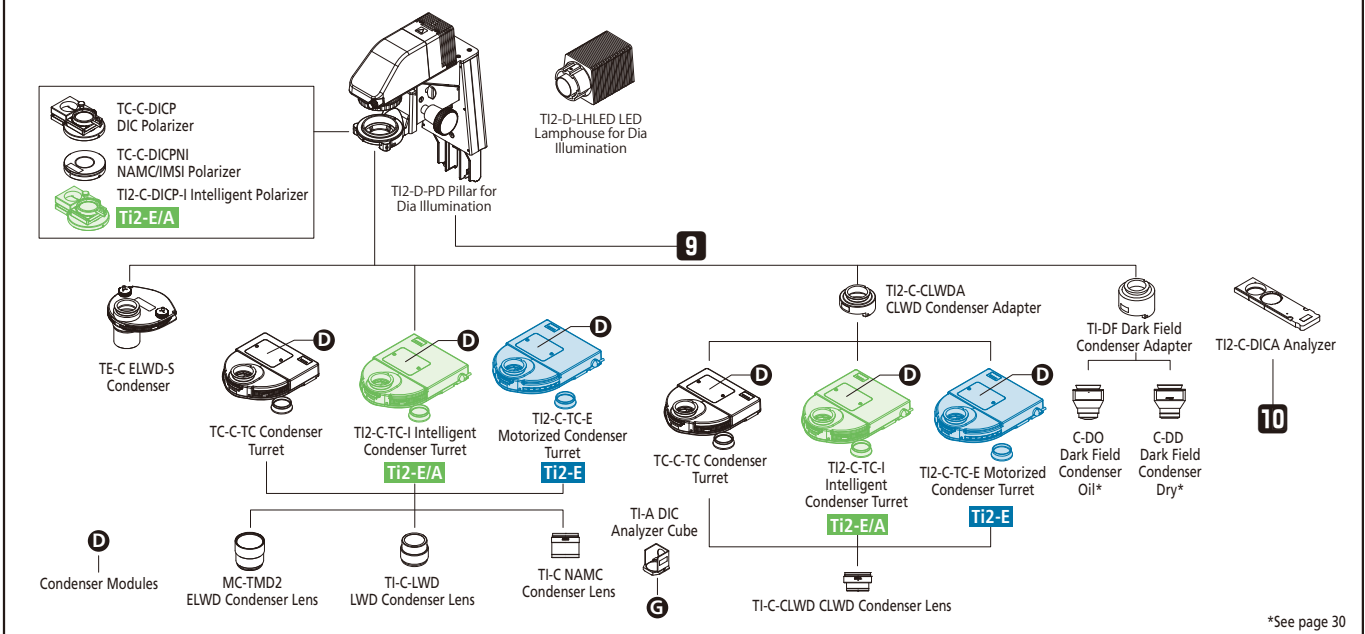 TC-C-DICP
DIC Polarizer
TC-C-DICPNI
NAMC/IMSI Polarizer
TI2-C-DICP-I Intelligent Polarizer
Ti2-E/A
TI2-D-LHLED LED
Lamphouse for Dia
Illumination
TI2-D-PD Pillar for
Dia Illumination
9
TE-C ELWD-S
Condenser
D
TC-C-TC Condenser
Turret
D
TI2-C-TC-I Intelligent
Condenser Turret
Ti2-E/A
D
TI2-C-TC-E
Motorized Condenser
Turret
Ti2-E
TI2-C-CLWDA
CLWD Condenser Adapter
D
TC-C-TC Condenser
Turret
D
TI2-C-TC-I
Intelligent
Condenser Turret
Ti2-E/A
D
TI2-C-TC-E Motorized
Condenser Turret
Ti2-E
TI-DF Dark Field
Condenser Adapter
C-DO
Dark Field
Condenser
Oil*
C-DD
Dark Field
Condenser
Dry*
TI2-C-DICA Analyzer
10
D
Condenser Modules
MC-TMD2
ELWD Condenser Lens
TI-C-LWD
LWD Condenser Lens
TI-C NAMC
Condenser Lens
TI-A DIC
Analyzer Cube
G
TI-C-CLWD CLWD Condenser Lens
*See page 30